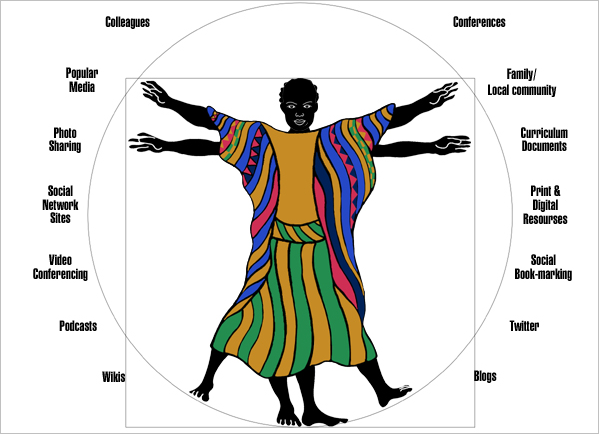 Colleagues
Conferences
Popular
Media
Family/
Local community
Photo
Sharing
Curriculum
Documents
Social
Network
Sites
Print &
Digital
Resourses
Video
Conferencing
Social
Book-marking
Podcasts
Twitter
Wikis
Blogs